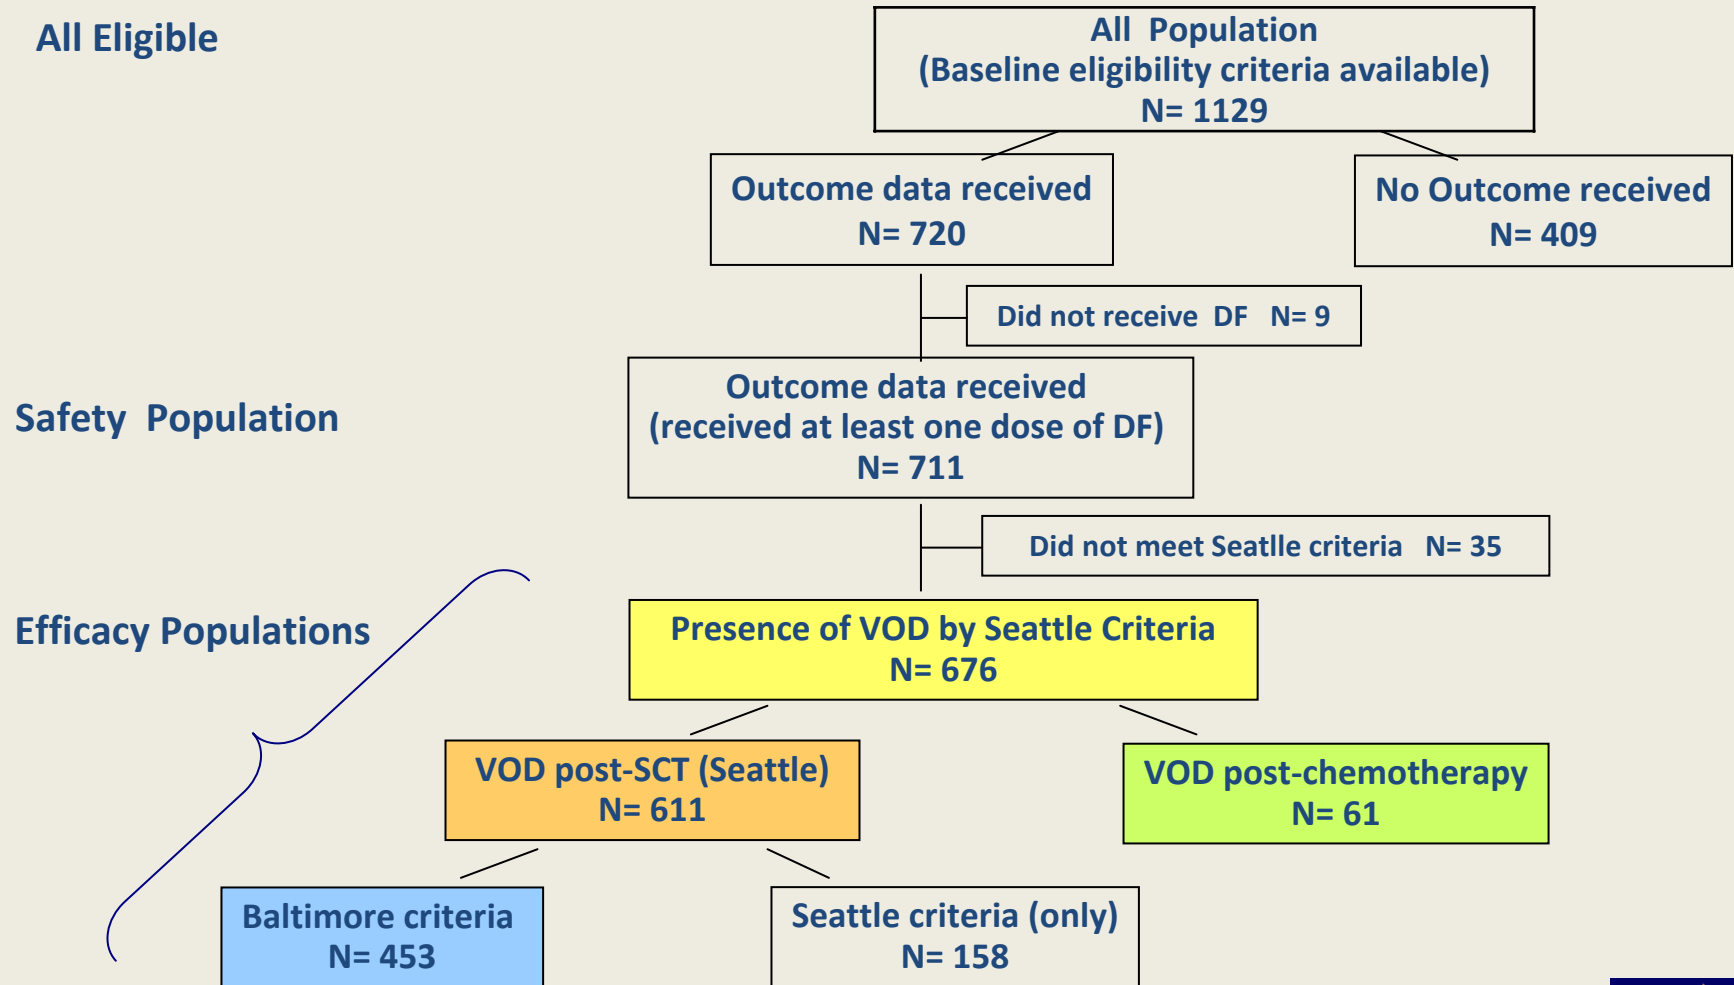 All Eligible
All Population
(Baseline eligibility criteria available)
N= 1129
Outcome data received
N= 720
No Outcome received
N= 409
Did not receive DF N= 9
Safety Population
Outcome data received
(received at least one dose of DF)
N= 711
Did not meet Seatlle criteria N= 35
Efficacy Populations
Presence of VOD by Seattle Criteria
N= 676
VOD post-SCT (Seattle)
N= 611
VOD post-chemotherapy
N= 61
Baltimore criteria
N= 453
Seattle criteria (only)
N= 158